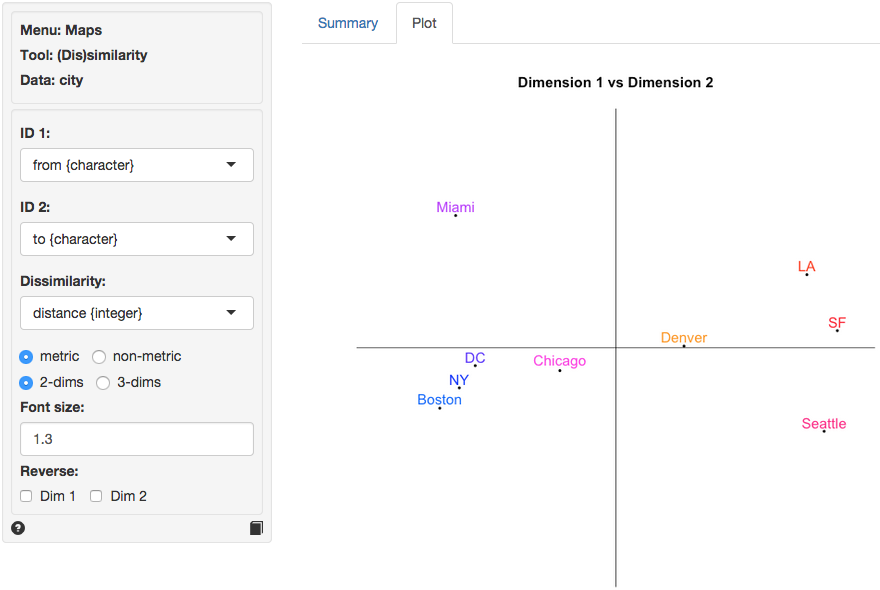 Menu: Maps
Tool: (Dis)similarity
Data: city
ID 1:
from {character}
ID 2:
to {character}
Dissimilarity:
distance {integer}
metric non-metric
2-dims 3-dims
Font size:
1.3
Reverse:
Dim 1 Dim 2
?
Summary Plot
Dimension 1 vs Dimension 2
Miami
LA
SF
Denver
DC
Chicago
NY
Boston
Seattle